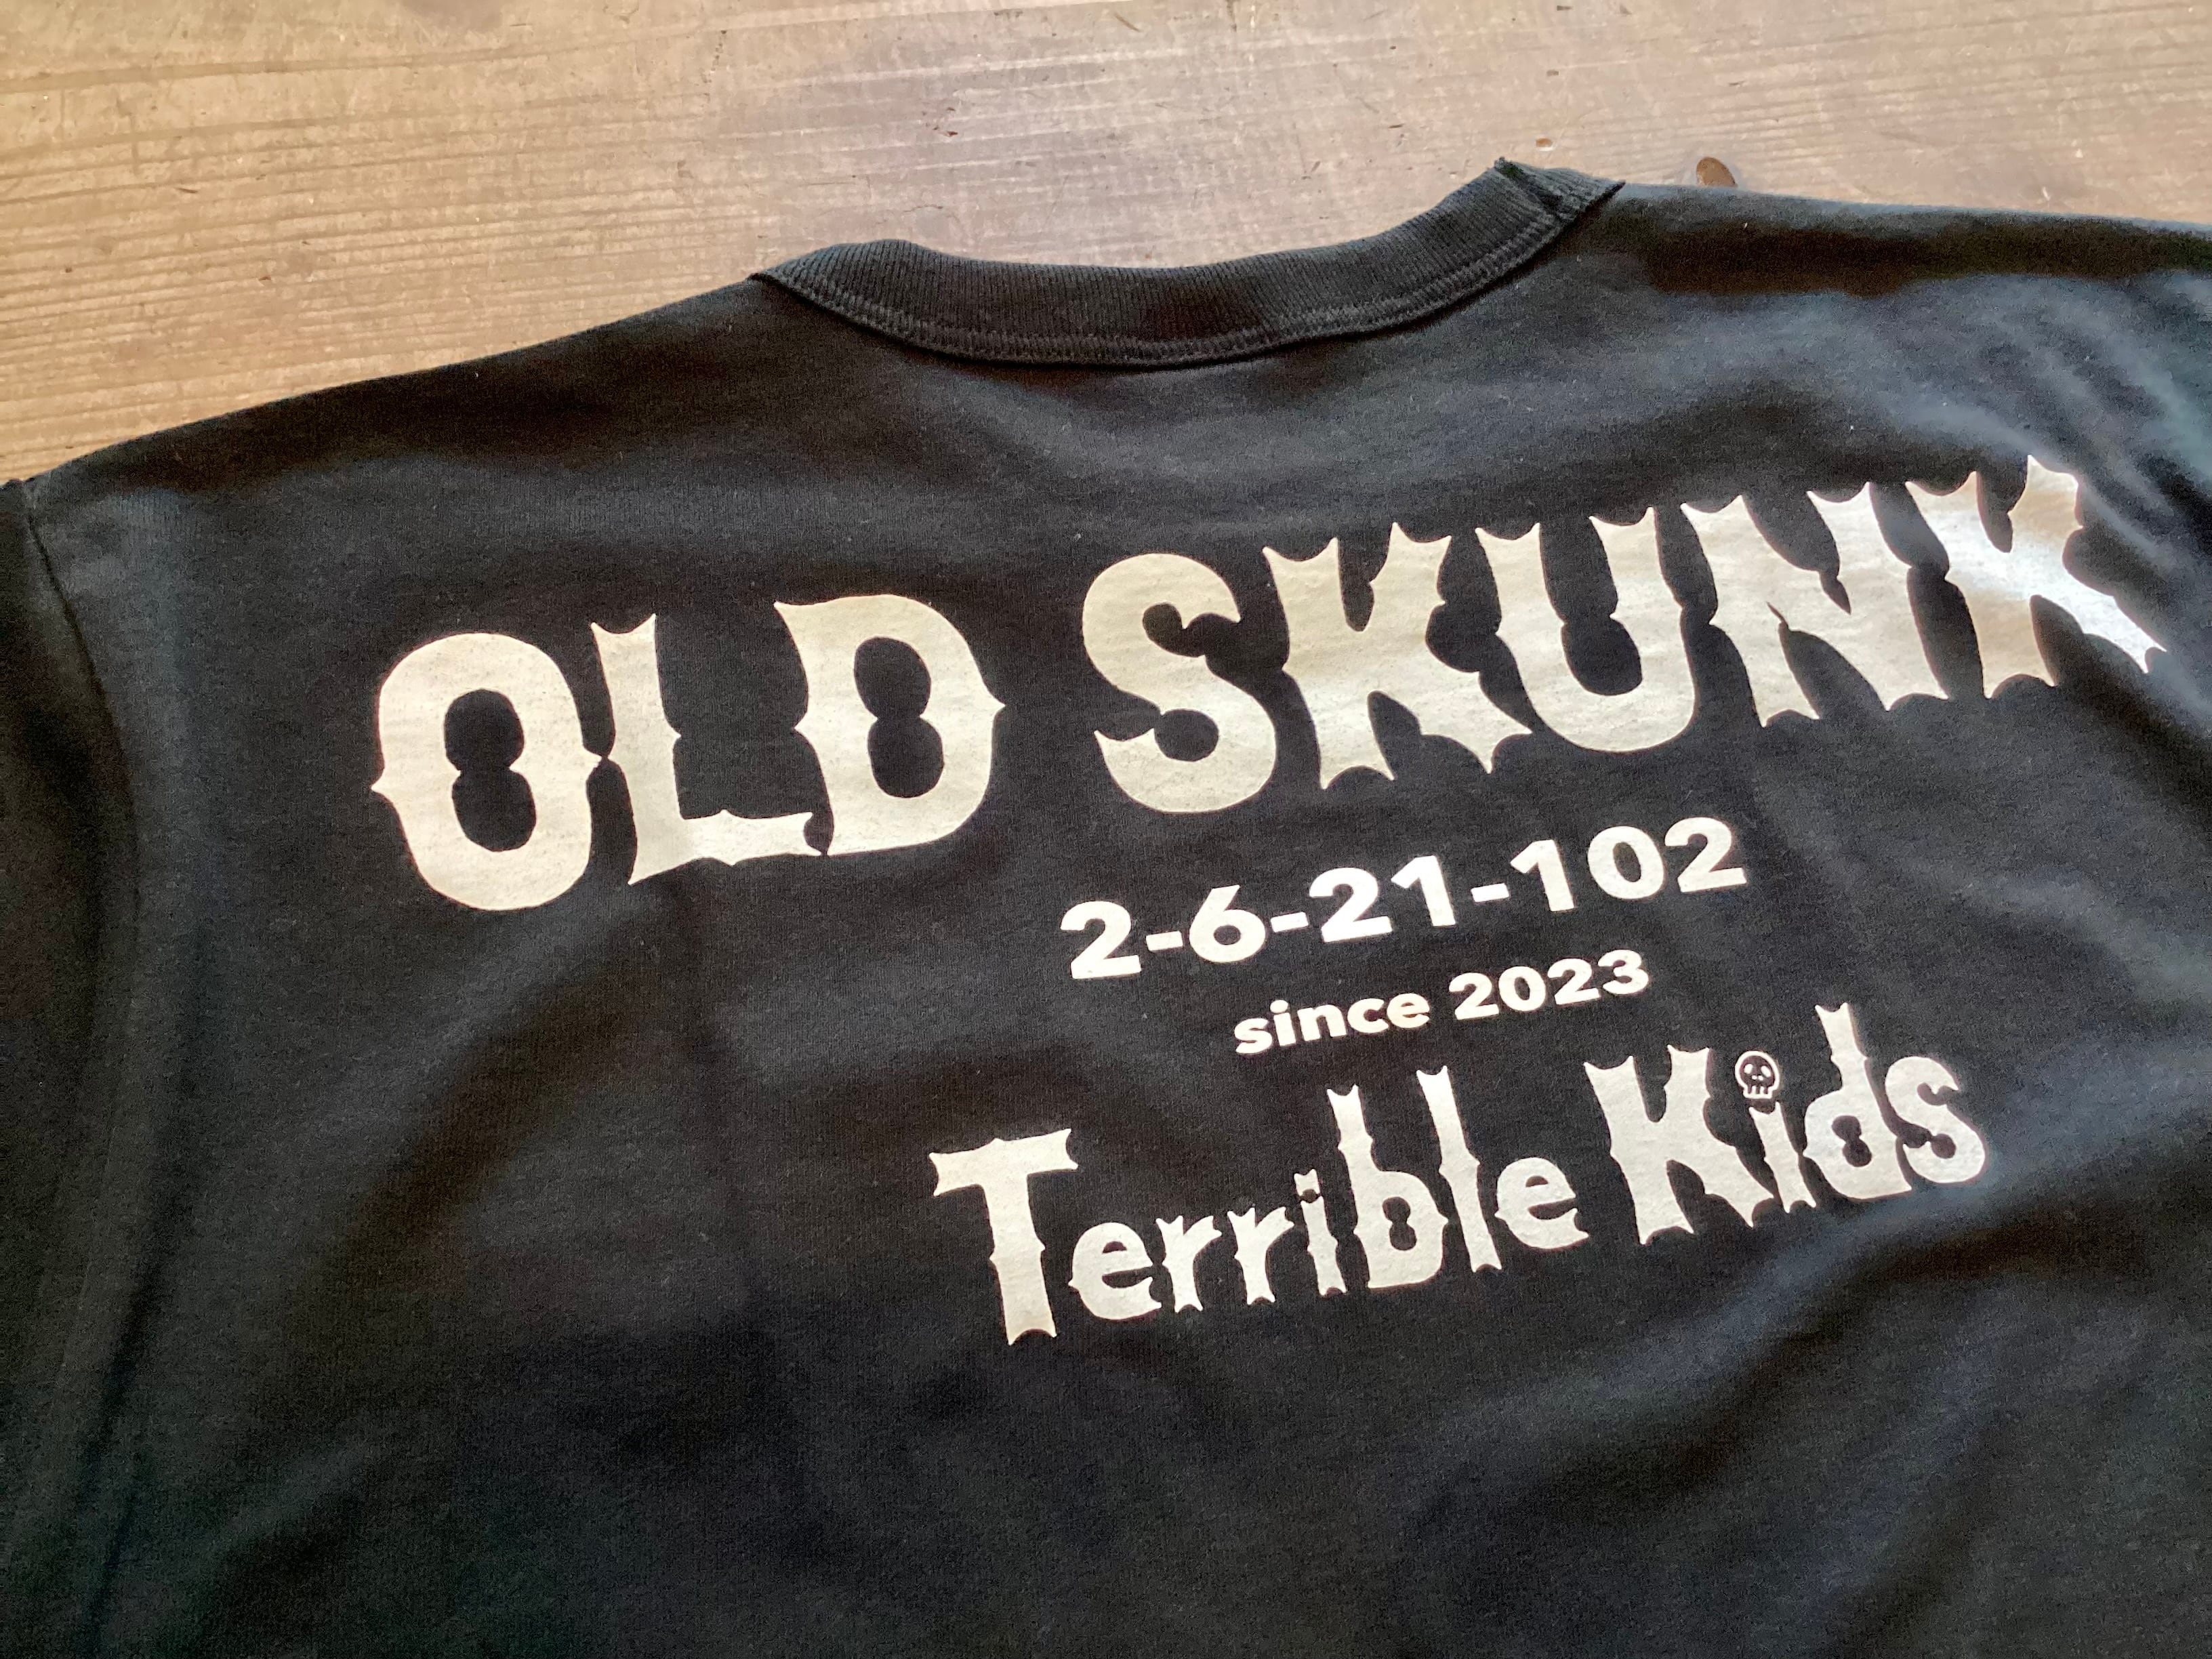 OLD SKUNK
2-6-21-102
since 2023
Terrible Kids